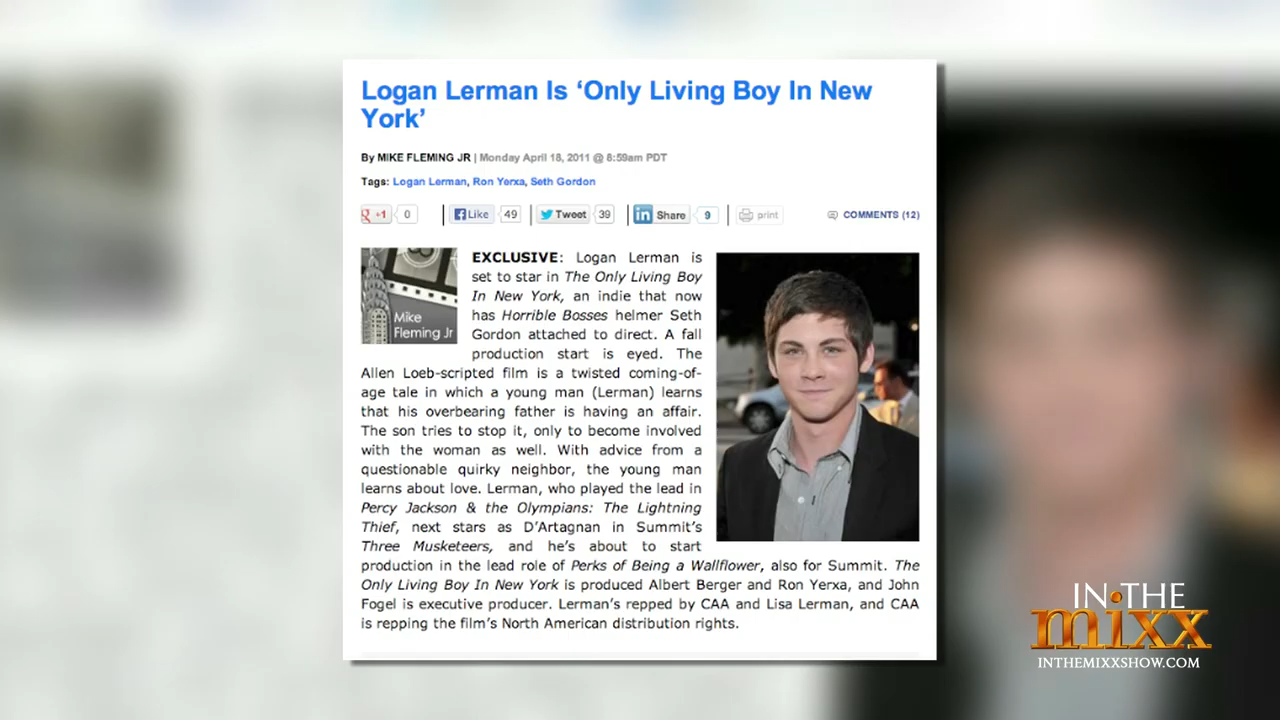 Logan Lerman Is ‘Only Living Boy In New
York’
By MIKE FLEMING JR | Monday April 18, 2011 @ 8:59am PDT
Tags: Logan Lerman, Ron Yerxa, Seth Gordon
+1 0 Like 49 Tweet 39 in Share 9 print COMMENTS (12)
Mike
Fleming Jr
EXCLUSIVE: Logan Lerman is
set to star in The Only Living Boy
In New York, an indie that now
has Horrible Bosses helmer Seth
Gordon attached to direct. A fall
production start is eyed. The
Allen Loeb-scripted film is a twisted coming-of-
age tale in which a young man (Lerman) learns
that his overbearing father is having an affair.
The son tries to stop it, only to become involved
with the woman as well. With advice from a
questionable quirky neighbor, the young man
learns about love. Lerman, who played the lead in
Percy Jackson & the Olympians: The Lightning
Thief, next stars as D’Artagnan in Summit’s
Three Musketeers, and he’s about to start
production in the lead role of Perks of Being a Wallflower, also for Summit. The
Only Living Boy In New York is produced Albert Berger and Ron Yerxa, and John
Fogel is executive producer. Lerman’s repped by CAA and Lisa Lerman, and CAA
is repping the film’s North American distribution rights.
IN THE
mixx
INTHEMIXXSHOW.COM